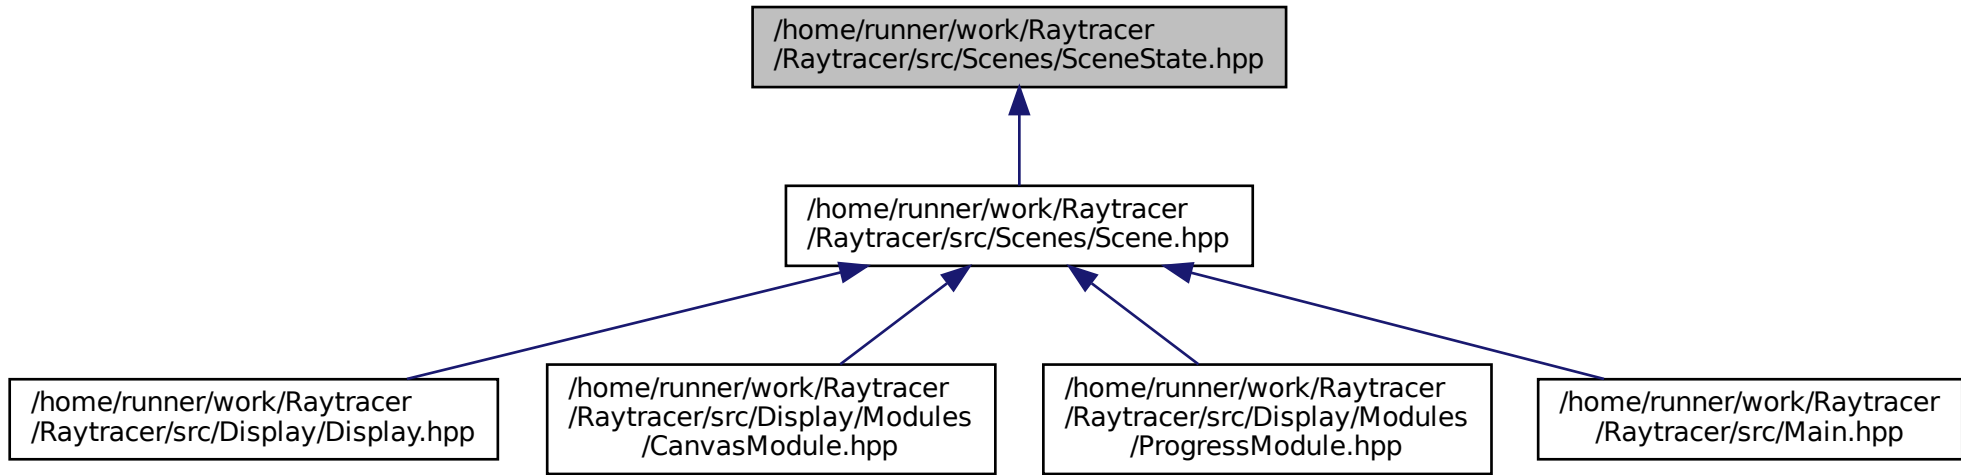 /home/runner/work/Raytracer
/Raytracer/src/Scenes/SceneState.hpp
/home/runner/work/Raytracer
/Raytracer/src/Scenes/Scene.hpp
/home/runner/work/Raytracer
/Raytracer/src/Display/Display.hpp
/home/runner/work/Raytracer
/Raytracer/src/Display/Modules
/CanvasModule.hpp
/home/runner/work/Raytracer
/Raytracer/src/Display/Modules
/ProgressModule.hpp
/home/runner/work/Raytracer
/Raytracer/src/Main.hpp